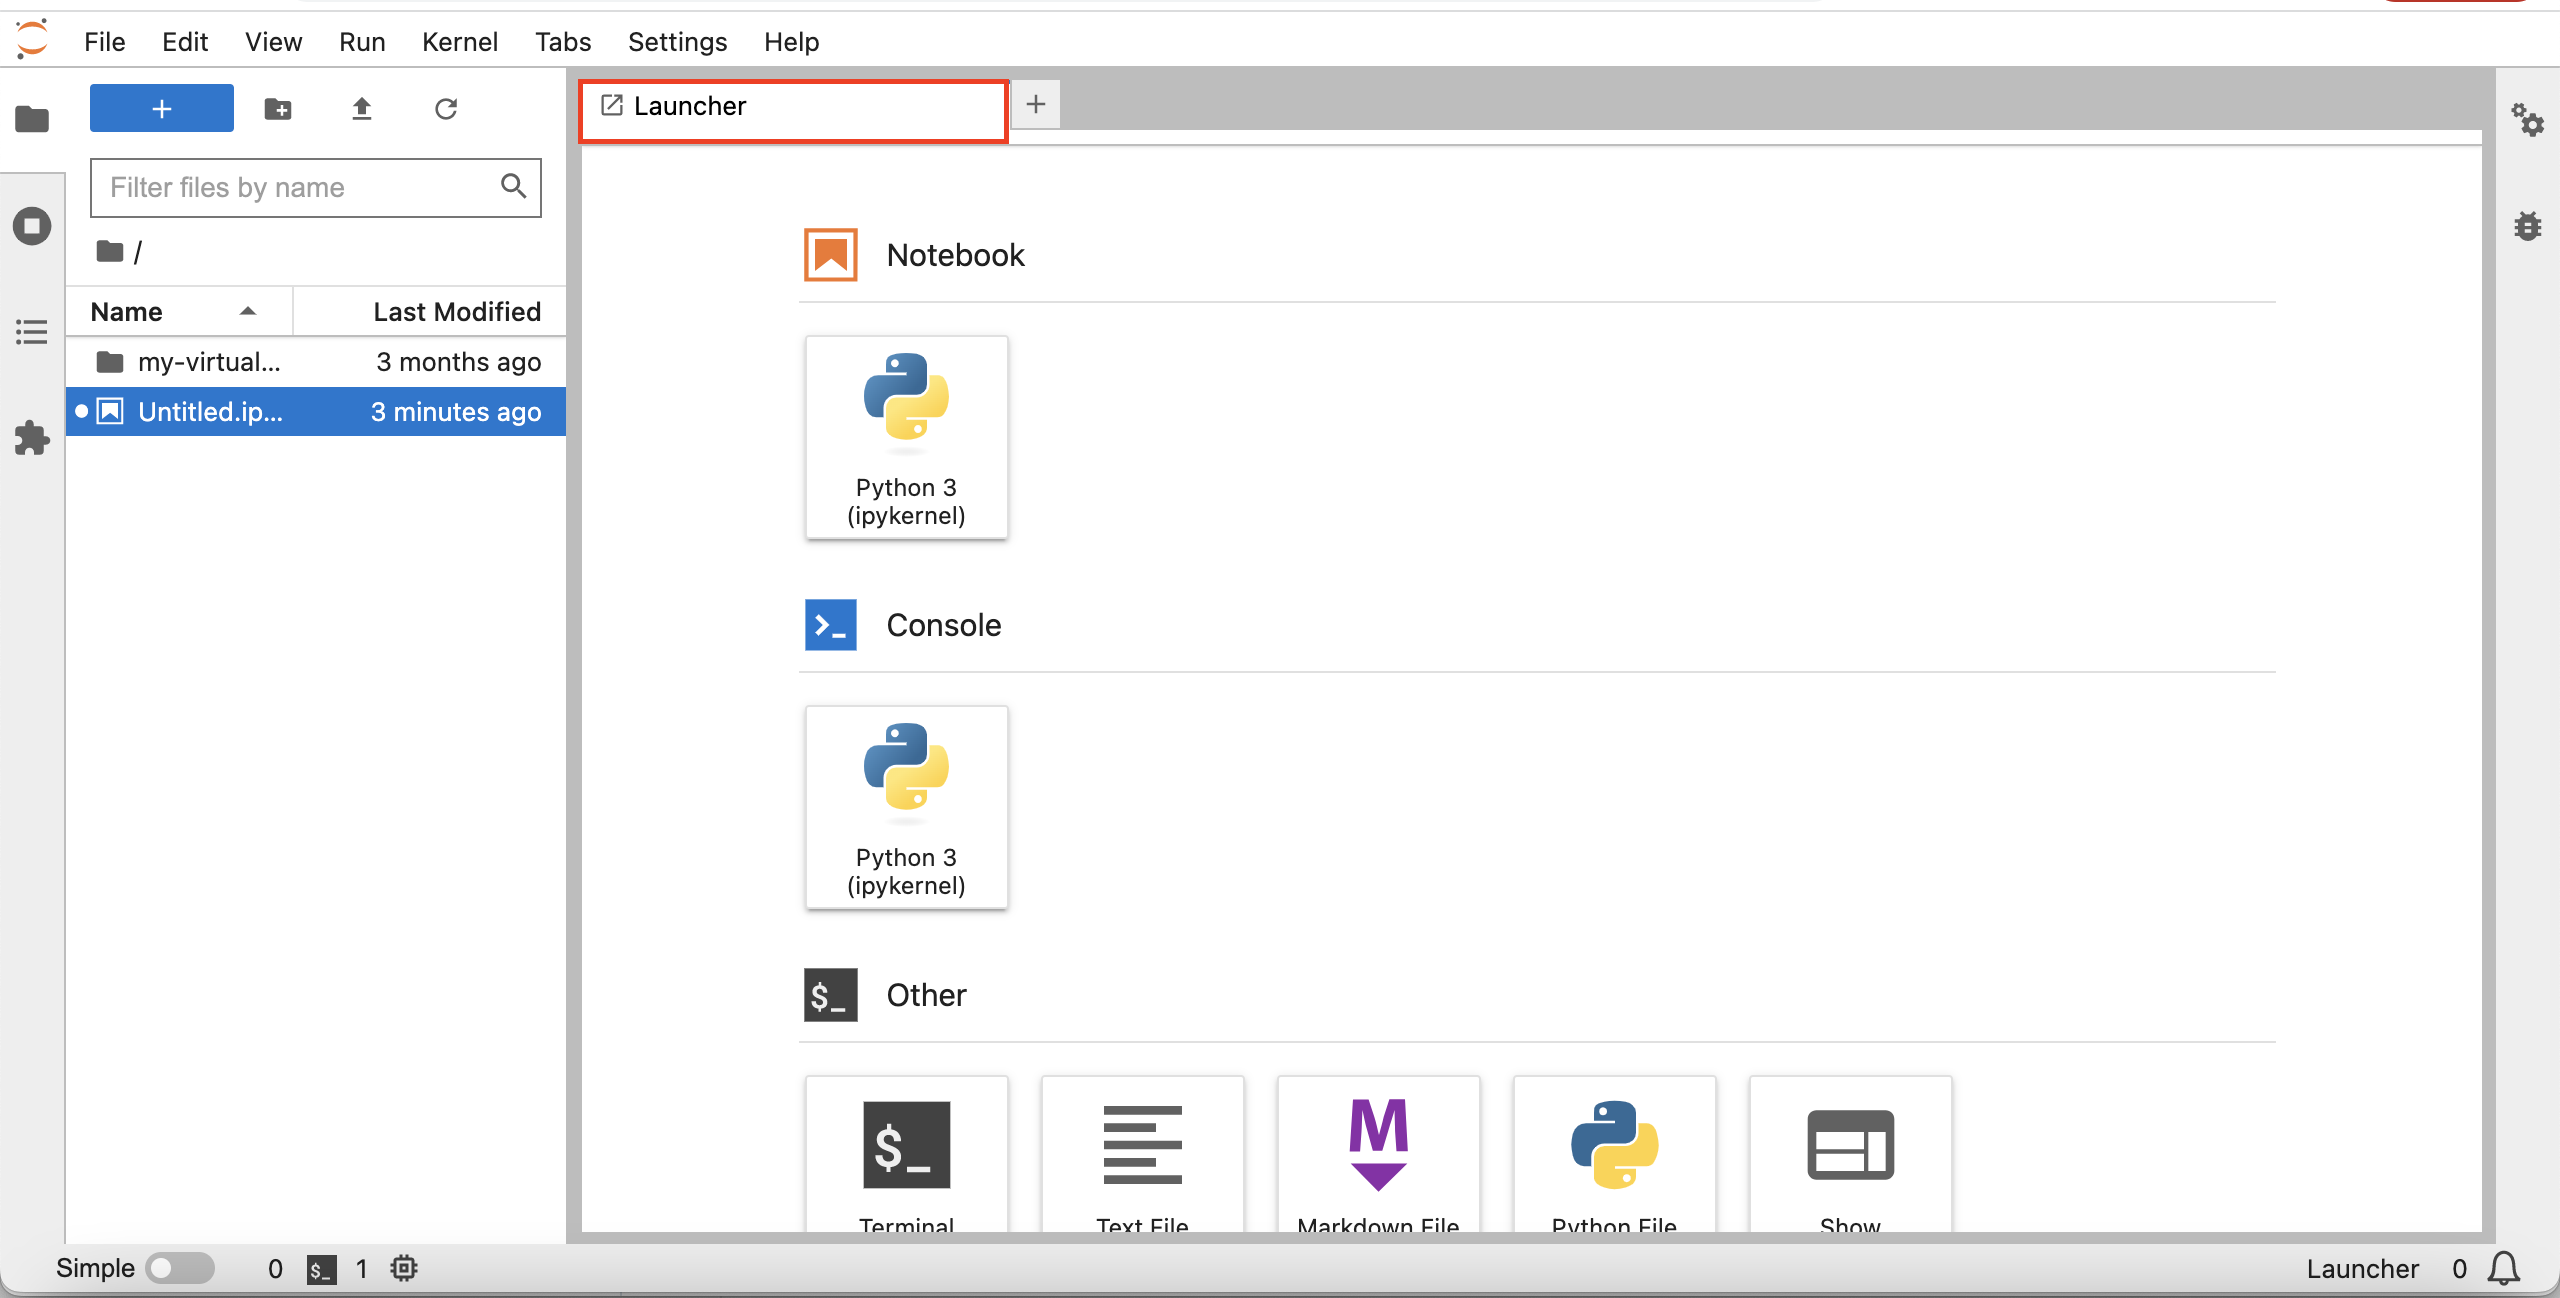 File Edit View Run Kernel Tabs Settings Help
Launcher
Filter files by name
/
Name Last Modified
my-virtual... 3 months ago
Untitled.ip... 3 minutes ago
Notebook
Python 3
(ipykernel)
Console
Python 3
(ipykernel)
$_ Other
$_
M
Terminal Text File Markdown File Python File Show
Simple 0 $_ 1 Launcher 0